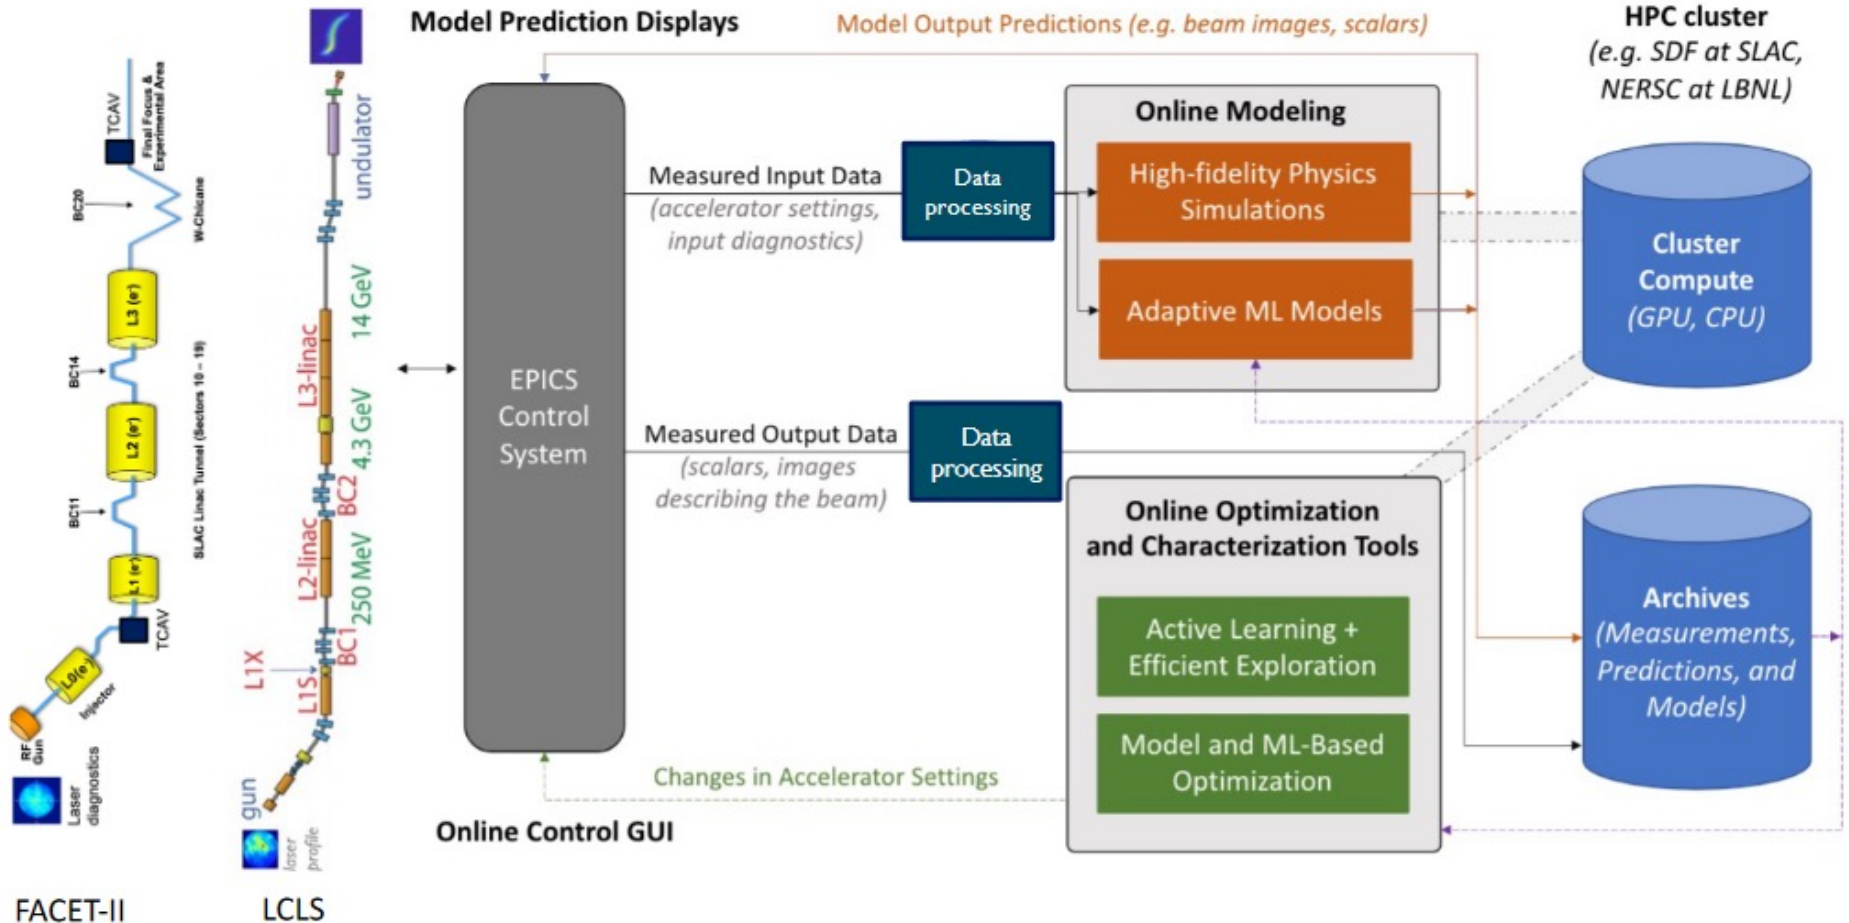 Model Prediction Displays
Model Output Predictions (e.g. beam images, scalars)
HPC cluster
(e.g. SDF at SLAC,
NERSC at LBNL)
TCAV
Final Focus &
Experimental Area
BC20
W-Chicane
L3 (e-)
BC14
L2 (e-)
SLAC Linac Tunnel (Sectors 10 – 19)
BC11
L1 (e-)
TCAV
L0(e-)
Injector
RF
Gun
Laser
diagnostics
FACET-II
undulator
14 GeV
L3-linac
4.3 GeV
BC2
L2-linac
250 MeV
BC1
L1X
L1S
gun
laser
profile
LCLS
EPICS
Control
System
Measured Input Data
(accelerator settings,
input diagnostics)
Data
processing
Online Modeling
High-fidelity Physics
Simulations
Adaptive ML Models
Cluster
Compute
(GPU, CPU)
Measured Output Data
(scalars, images
describing the beam)
Data
processing
Online Optimization
and Characterization Tools
Active Learning +
Efficient Exploration
Model and ML-Based
Optimization
Archives
(Measurements,
Predictions, and
Models)
Changes in Accelerator Settings
Online Control GUI